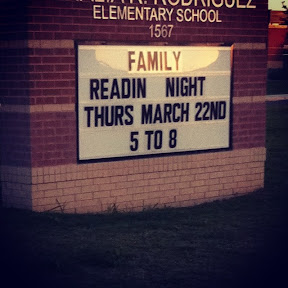 RODRIGUEZ
ELEMENTARY SCHOOL
1567
FAMILY
READIN NIGHT
THURS MARCH 22ND
5 TO 8